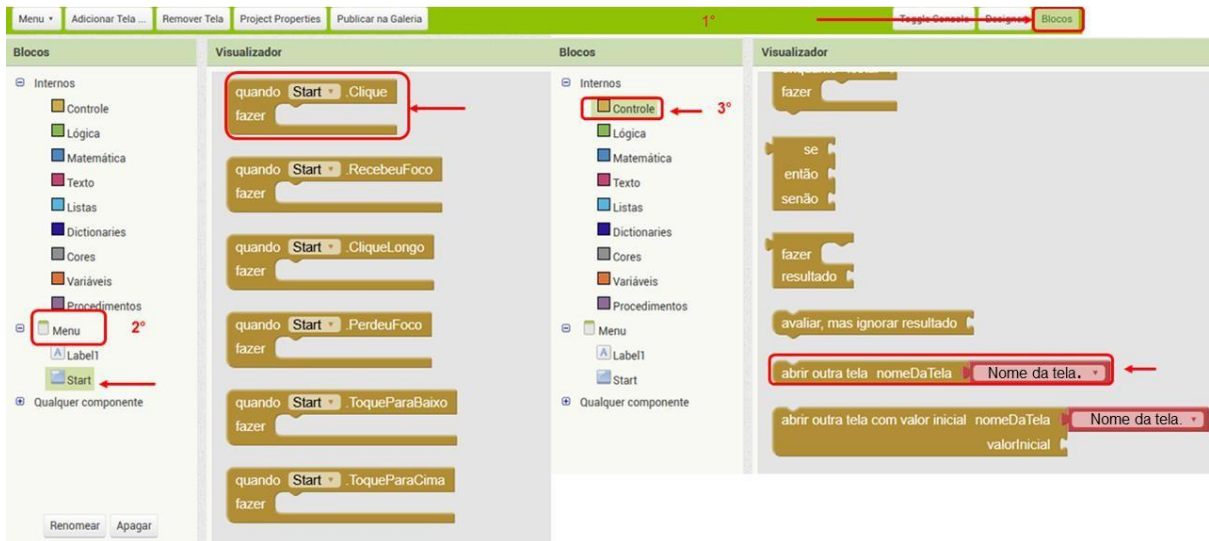 Menu Adicionar Tela ... Remover Tela Project Properties Publicar na Galeria 1° Toggle Console Designer Blocos
Blocos
Internos
Controle
Lógica
Matemática
Texto
Listas
Dictionaries
Cores
Variáveis
Procedimentos
Menu 2°
Label1
Start
Qualquer componente
Renomear Apagar
Visualizador
quando Start .Clique
fazer
quando Start .RecebeuFoco
fazer
quando Start .CliqueLongo
fazer
quando Start .PerdeuFoco
fazer
quando Start .ToqueParaBaixo
fazer
quando Start .ToqueParaCima
fazer
Blocos
Internos
Controle 3°
Lógica
Matemática
Texto
Listas
Dictionaries
Cores
Variáveis
Procedimentos
Menu
Label1
Start
Qualquer componente
Visualizador
fazer
se
então
senão
fazer
resultado
avaliar, mas ignorar resultado
abrir outra tela nomeDaTela Nome da tela.
abrir outra tela com valor inicial nomeDaTela Nome da tela.
valorInicial